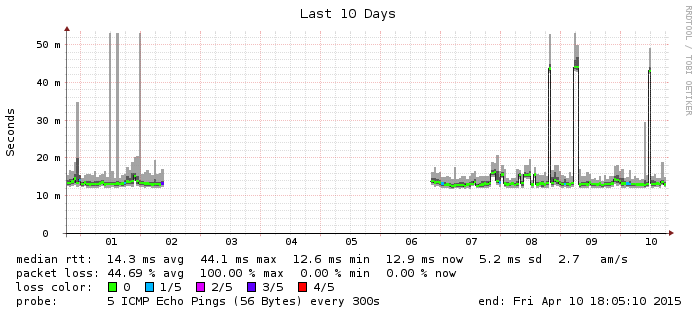 Last 10 Days
RRDTOOL / TOBI OETIKER
Seconds
50 m
40 m
30 m
20 m
10 m
0
01 02 03 04 05 06 07 08 09 10
median rtt: 14.3 ms avg 44.1 ms max 12.6 ms min 12.9 ms now 5.2 ms sd 2.7 am/s
packet loss: 44.69 % avg 100.00 % max 0.00 % min 0.00 % now
loss color: 0 1/5 2/5 3/5 4/5
probe: 5 ICMP Echo Pings (56 Bytes) every 300s end: Fri Apr 10 18:05:10 2015